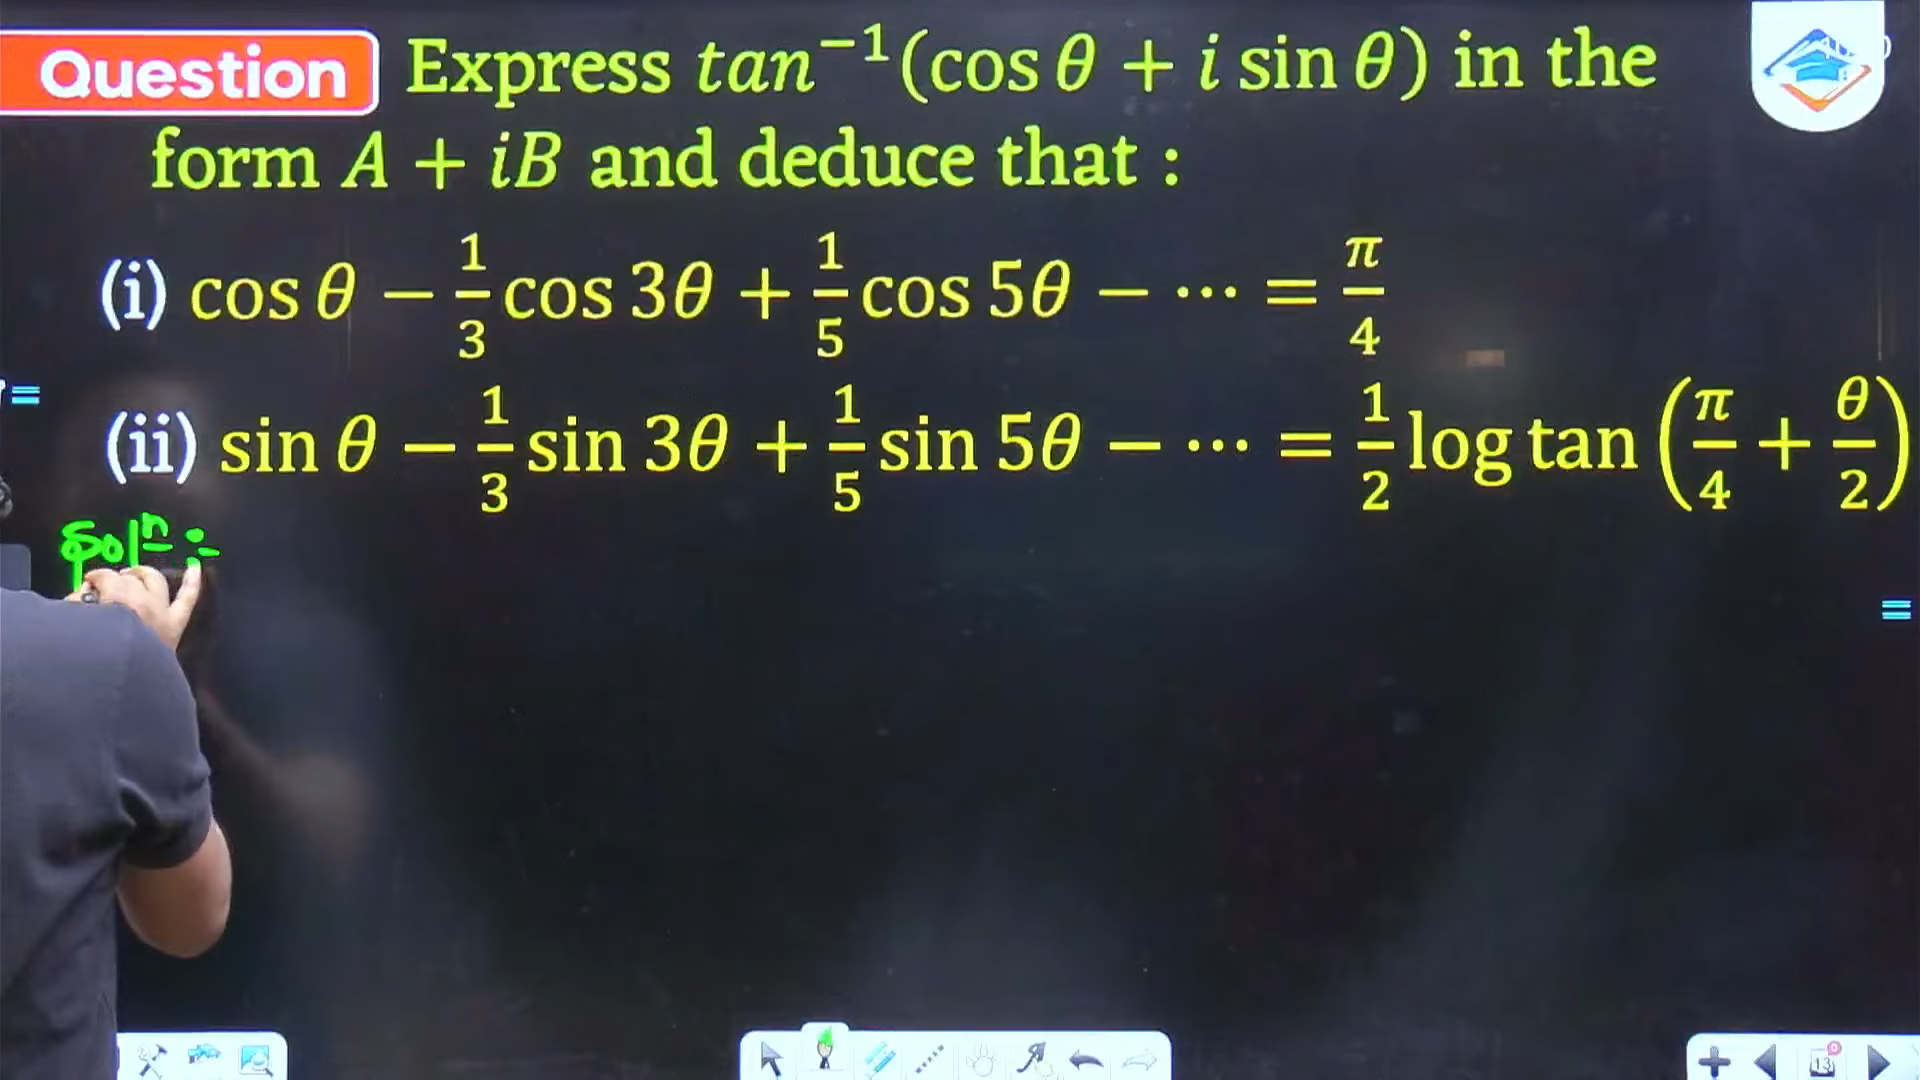 Question Express tan⁻¹(cos θ + i sin θ) in the
form A + iB and deduce that :
(i) cos θ − 1/3 cos 3θ + 1/5 cos 5θ − ⋯ = π/4
(ii) sin θ − 1/3 sin 3θ + 1/5 sin 5θ − ⋯ = 1/2 log tan (π/4 + θ/2)
Solⁿ :-
13